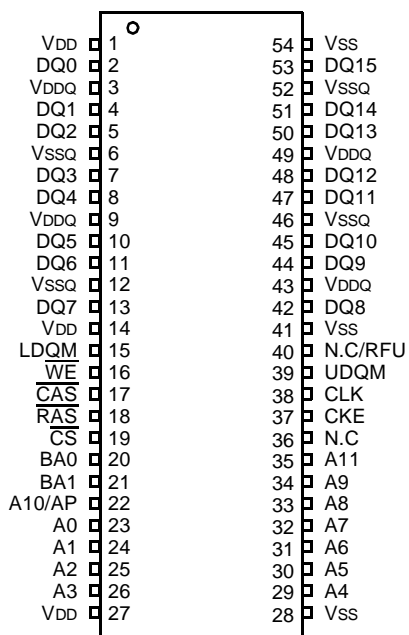 VDD 1 54 VSS
DQ0 2 53 DQ15
VDDQ 3 52 VSSQ
DQ1 4 51 DQ14
DQ2 5 50 DQ13
VSSQ 6 49 VDDQ
DQ3 7 48 DQ12
DQ4 8 47 DQ11
VDDQ 9 46 VSSQ
DQ5 10 45 DQ10
DQ6 11 44 DQ9
VSSQ 12 43 VDDQ
DQ7 13 42 DQ8
VDD 14 41 VSS
LDQM 15 40 N.C/RFU
W̅E̅ 16 39 UDQM
C̅A̅S̅ 17 38 CLK
R̅A̅S̅ 18 37 CKE
C̅S̅ 19 36 N.C
BA0 20 35 A11
BA1 21 34 A9
A10/AP 22 33 A8
A0 23 32 A7
A1 24 31 A6
A2 25 30 A5
A3 26 29 A4
VDD 27 28 VSS